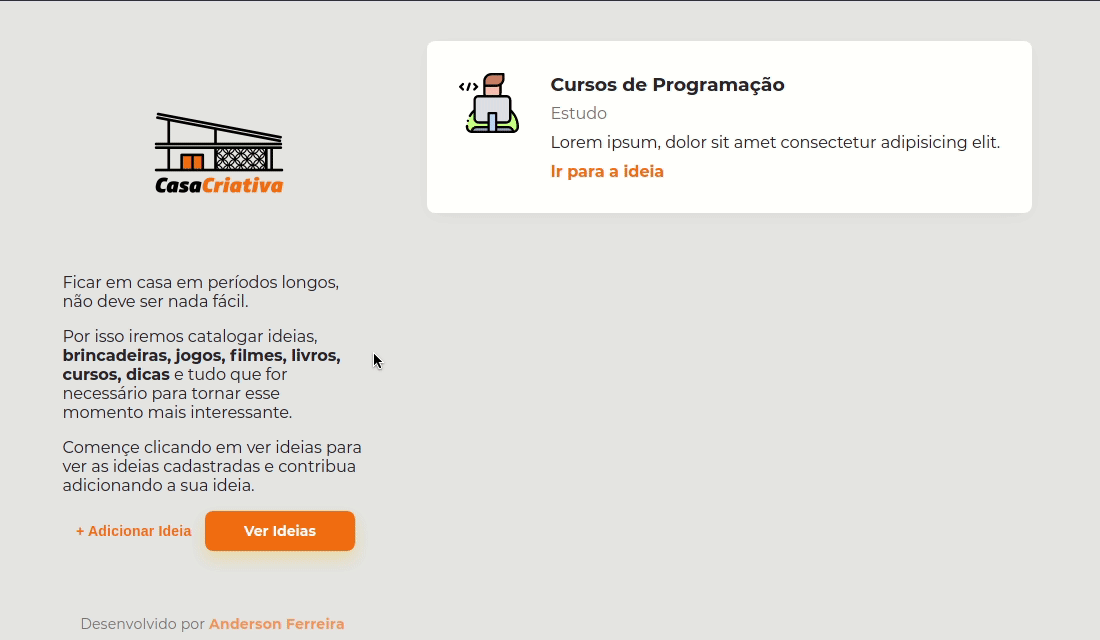 CasaCriativa
Ficar em casa em períodos longos,
não deve ser nada fácil.
Por isso iremos catalogar ideias,
brincadeiras, jogos, filmes, livros,
cursos, dicas e tudo que for
necessário para tornar esse
momento mais interessante.
Começe clicando em ver ideias para
ver as ideias cadastradas e contribua
adicionando a sua ideia.
+ Adicionar Ideia
Ver Ideias
Desenvolvido por Anderson Ferreira
</>
Cursos de Programação
Estudo
Lorem ipsum, dolor sit amet consectetur adipisicing elit.
Ir para a ideia